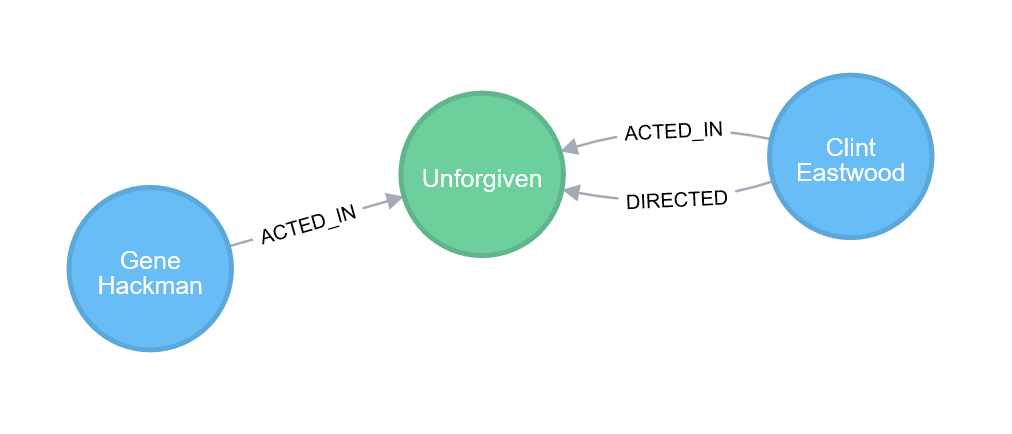 ACTED_IN
Clint
Eastwood
Unforgiven
DIRECTED
ACTED_IN
Gene
Hackman